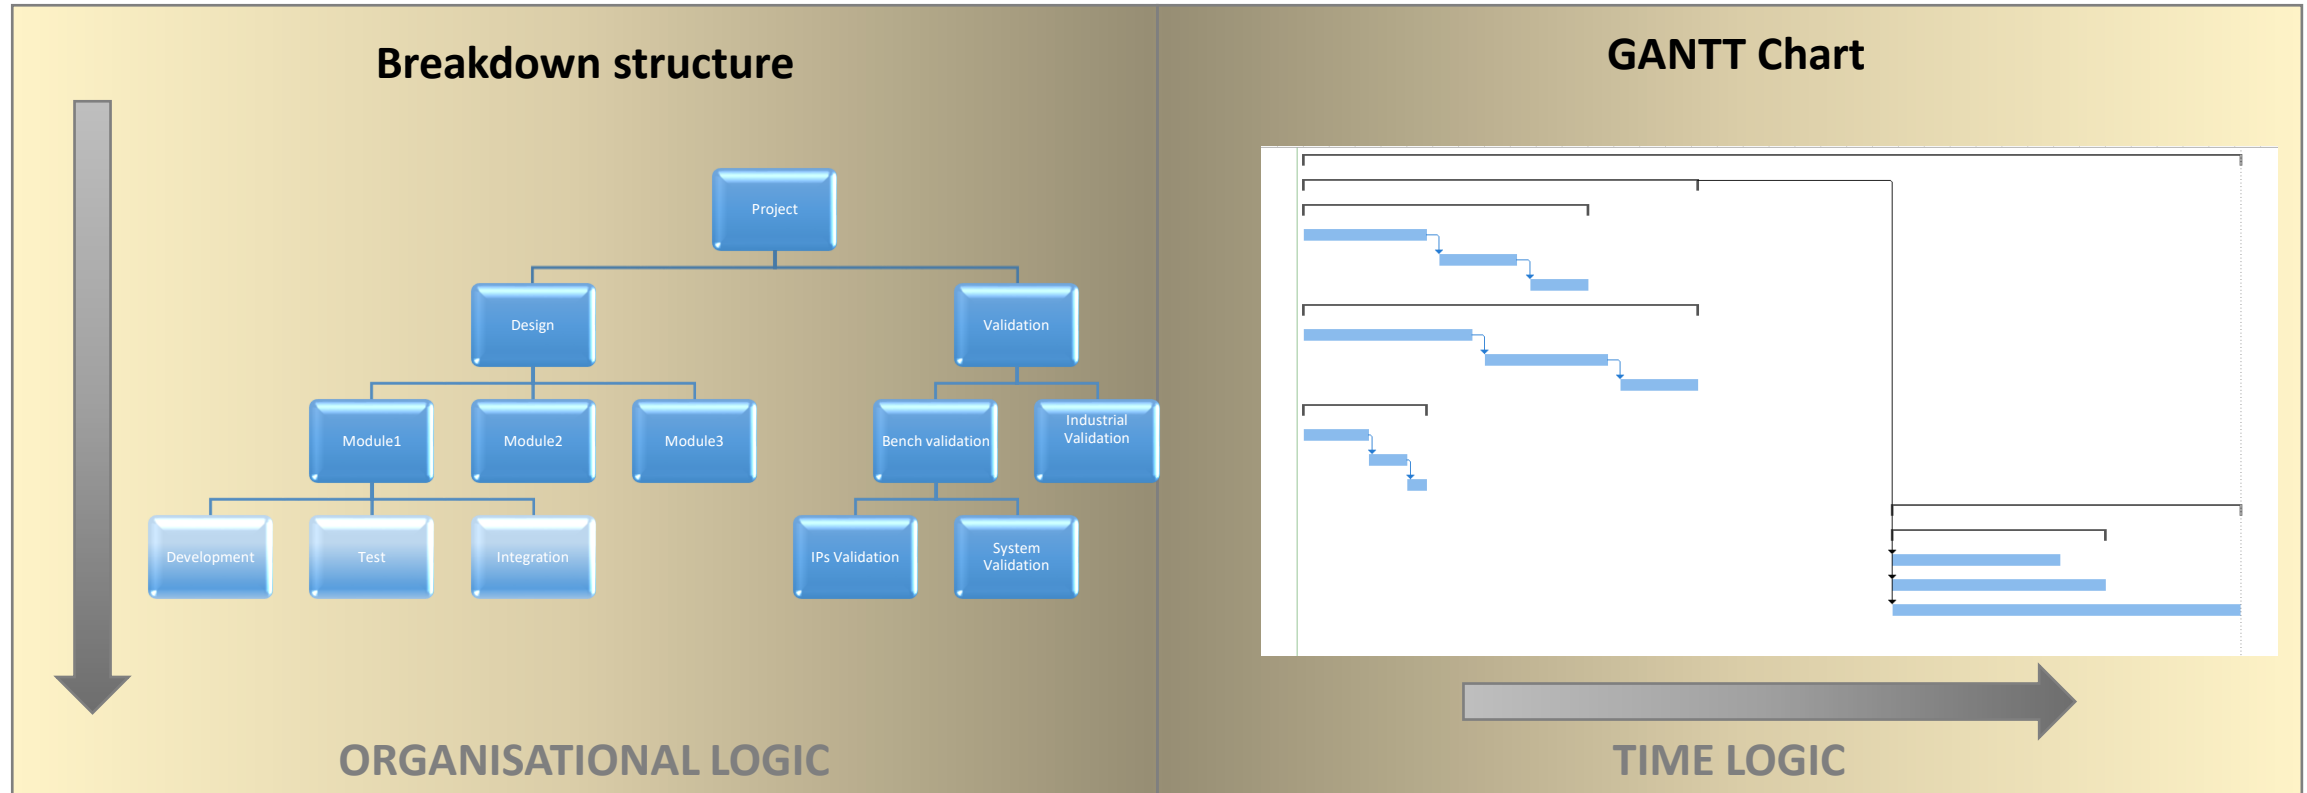 Breakdown structure
Project
Design
Validation
Module1
Module2
Module3
Bench validation
Industrial
Validation
Development
Test
Integration
IPs Validation
System
Validation
ORGANISATIONAL LOGIC
GANTT Chart
TIME LOGIC